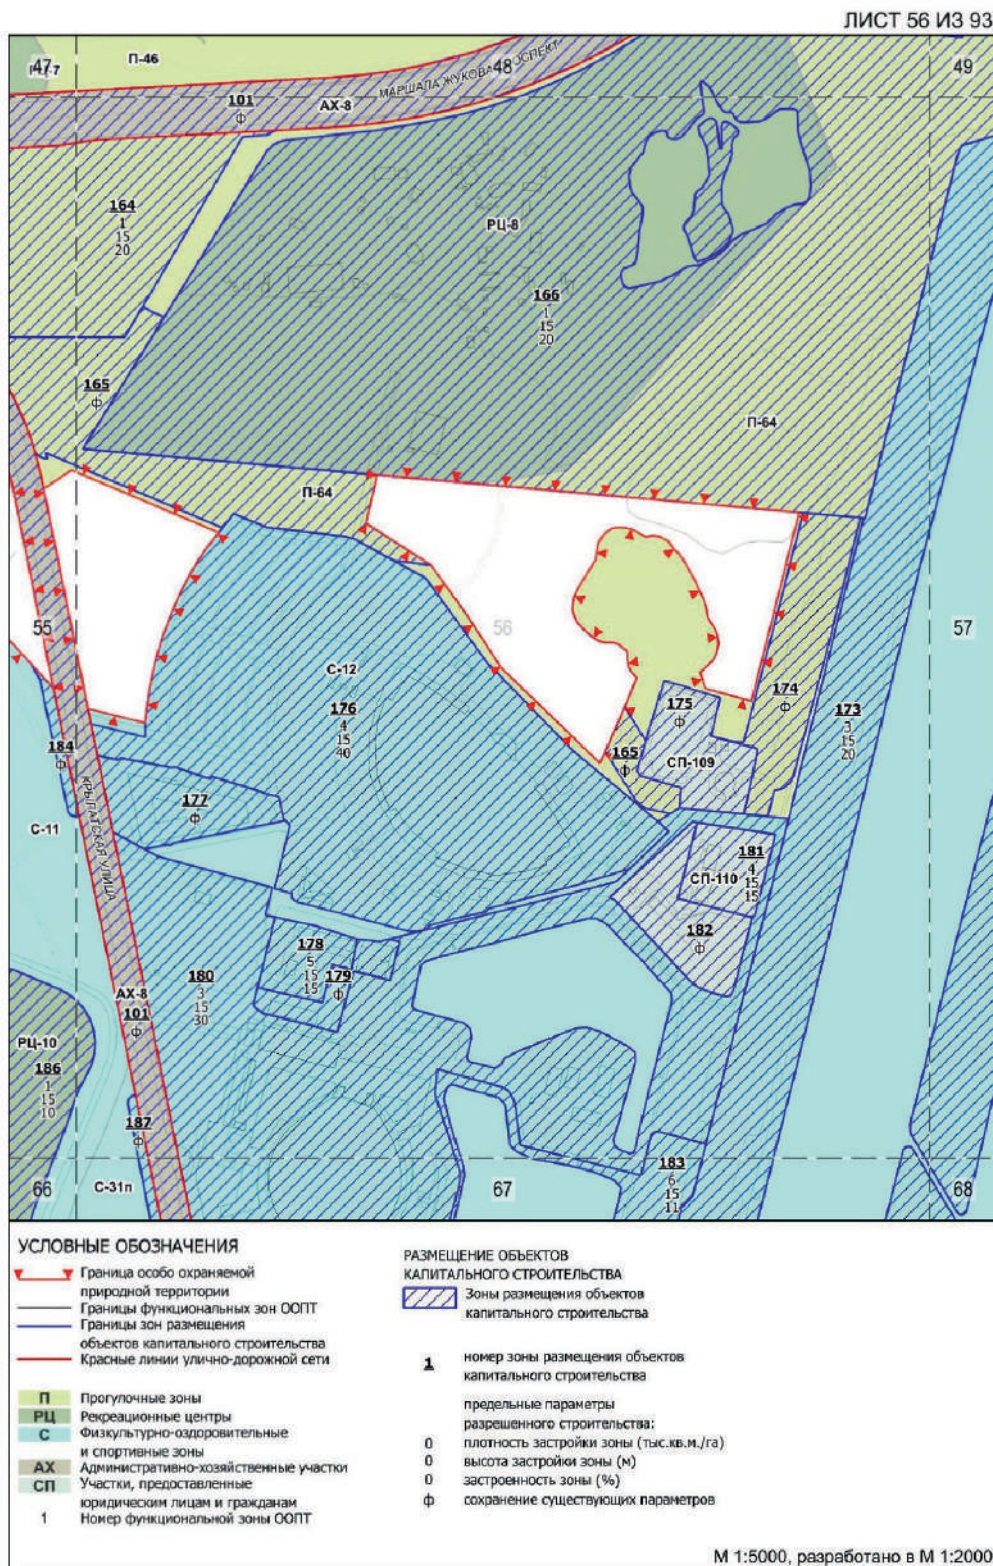 ЛИСТ 56 ИЗ 93
47
П-46
48
49
МАРШАЛА ЖУКОВА ПРОСПЕКТ
101
ф
АХ-8
164
1
15
20
РЦ-8
166
1
15
20
165
ф
П-64
П-64
55
56
57
С-12
176
4
15
40
175
ф
174
ф
173
3
15
20
184
ф
165
ф
СП-109
177
ф
С-11
КРЫЛАТСКАЯ УЛИЦА
181
4
15
15
СП-110
182
ф
178
5
15
15
179
ф
180
3
15
30
АХ-8
101
ф
РЦ-10
186
1
15
10
187
ф
183
6
15
11
66
С-31п
67
68
УСЛОВНЫЕ ОБОЗНАЧЕНИЯ
Граница особо охраняемой
природной территории
Границы функциональных зон ООПТ
Границы зон размещения
объектов капитального строительства
Красные линии улично-дорожной сети
П Прогулочные зоны
РЦ Рекреационные центры
С Физкультурно-оздоровительные
и спортивные зоны
АХ Административно-хозяйственные участки
СП Участки, предоставленные
юридическим лицам и гражданам
1 Номер функциональной зоны ООПТ
РАЗМЕЩЕНИЕ ОБЪЕКТОВ
КАПИТАЛЬНОГО СТРОИТЕЛЬСТВА
Зоны размещения объектов
капитального строительства
1 номер зоны размещения объектов
капитального строительства
предельные параметры
разрешенного строительства:
0 плотность застройки зоны (тыс.кв.м./га)
0 высота застройки зоны (м)
0 застроенность зоны (%)
ф сохранение существующих параметров
М 1:5000, разработано в М 1:2000